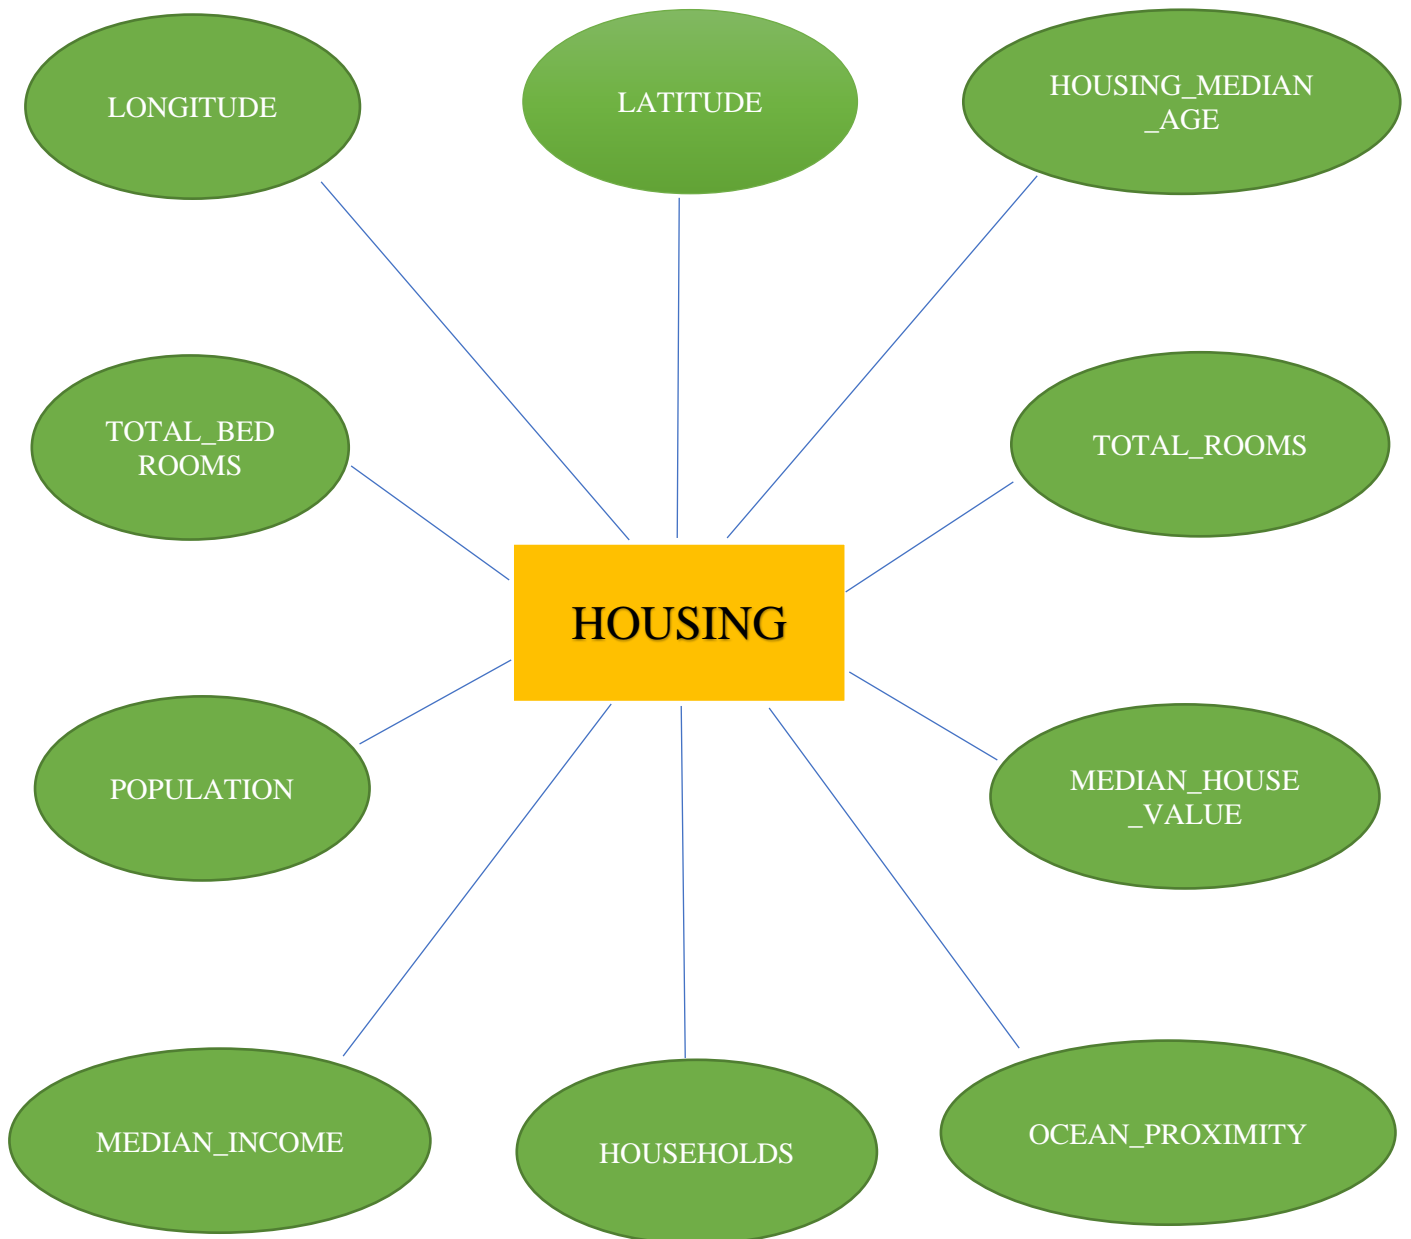 LONGITUDE
LATITUDE
HOUSING_MEDIAN
_AGE
TOTAL_BED
ROOMS
TOTAL_ROOMS
HOUSING
POPULATION
MEDIAN_HOUSE
_VALUE
MEDIAN_INCOME
HOUSEHOLDS
OCEAN_PROXIMITY